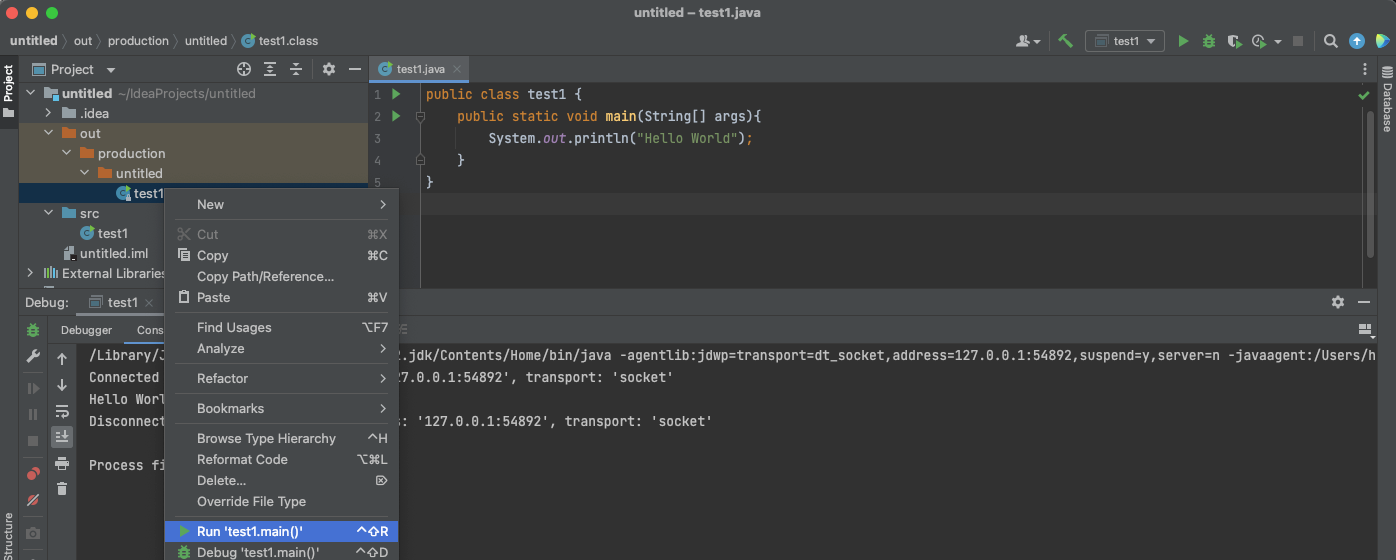 untitled – test1.java
untitled 〉 out 〉 production 〉 untitled 〉 test1.class
test1
Project
Project
untitled ~/IdeaProjects/untitled
.idea
out
production
untitled
test1
src
test1
untitled.iml
External Libraries
test1.java
1 public class test1 {
2 public static void main(String[] args){
3 System.out.println("Hello World");
4 }
5 }
Database
New
Cut ⌘X
Copy ⌘C
Copy Path/Reference...
Paste ⌘V
Find Usages ⌥F7
Analyze
Refactor
Bookmarks
Browse Type Hierarchy ^H
Reformat Code ⌥⌘L
Delete... ⌦
Override File Type
Run 'test1.main()' ^⇧R
Debug 'test1.main()' ^⇧D
Debug: test1
Debugger Cons
/Library/J 2.jdk/Contents/Home/bin/java -agentlib:jdwp=transport=dt_socket,address=127.0.0.1:54892,suspend=y,server=n -javaagent:/Users/h
Connected 27.0.0.1:54892', transport: 'socket'
Hello Worl
Disconnect s: '127.0.0.1:54892', transport: 'socket'
Process fi
Structure